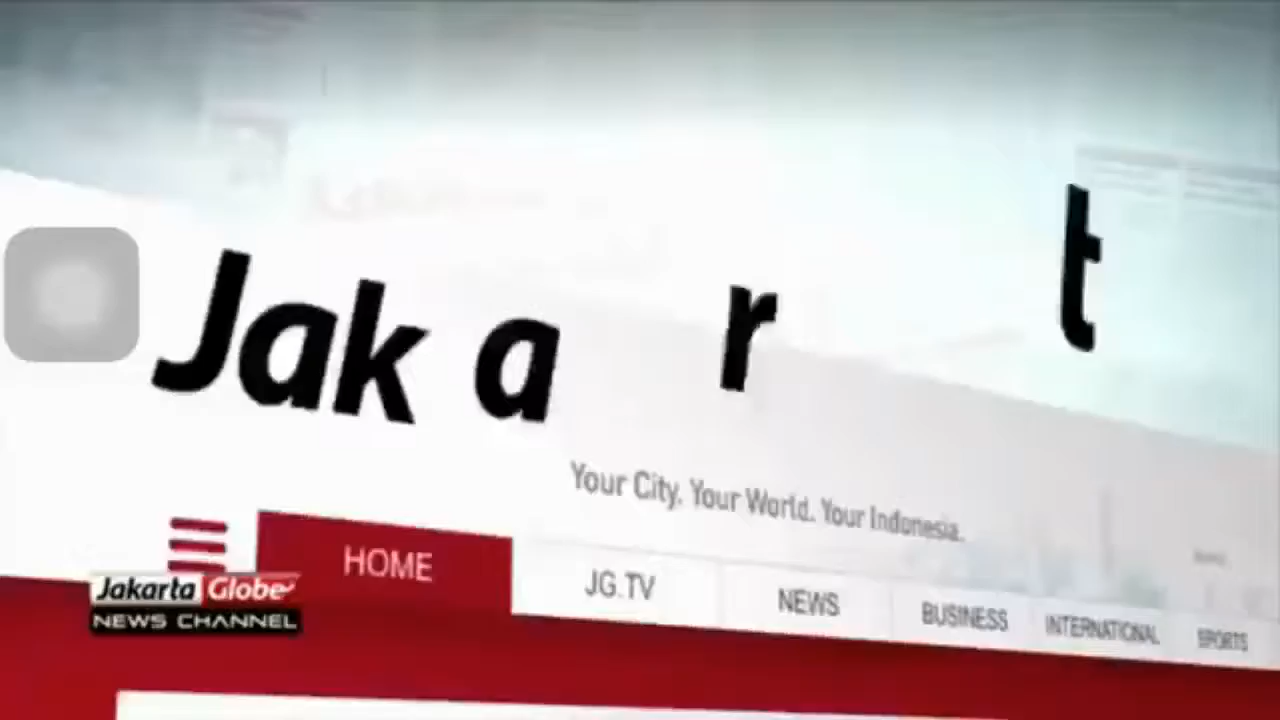 Jak a r t
Your City. Your World. Your Indonesia.
HOME JG.TV NEWS BUSINESS INTERNATIONAL SPORTS
Jakarta Globe
NEWS CHANNEL